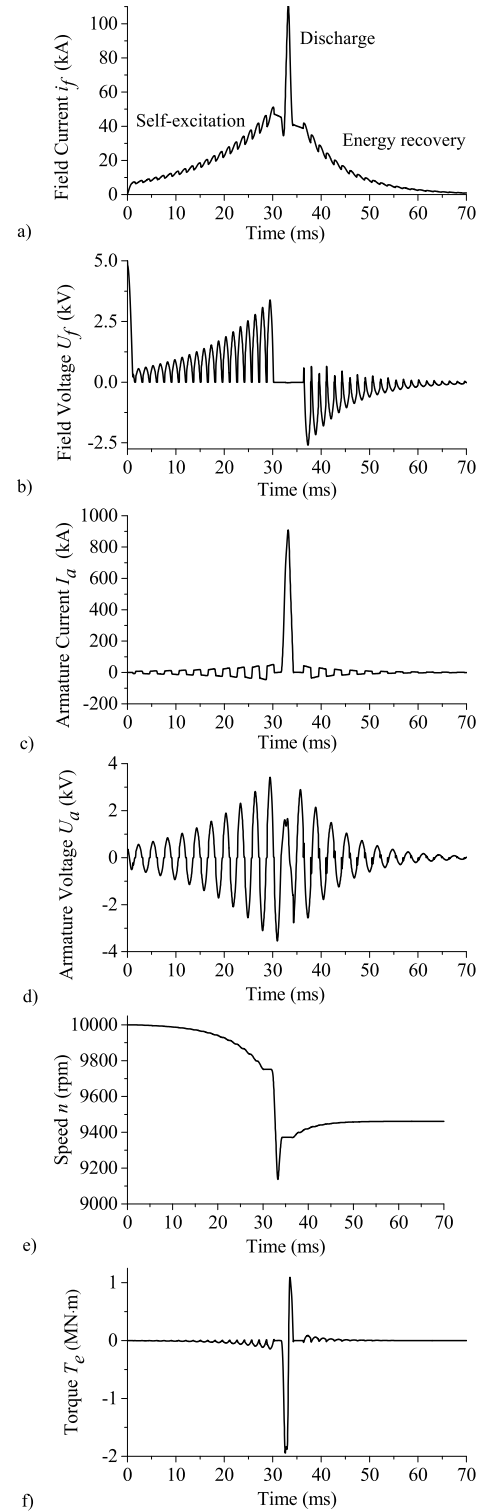 Field Current i_f (kA)
100
80
60
40
20
0
Discharge
Self-excitation
Energy recovery
0 10 20 30 40 50 60 70
Time (ms)
a)
Field Voltage U_f (kV)
5.0
2.5
0.0
-2.5
0 10 20 30 40 50 60 70
Time (ms)
b)
Armature Current I_a (kA)
1000
800
600
400
200
0
-200
0 10 20 30 40 50 60 70
Time (ms)
c)
Armature Voltage U_a (kV)
4
2
0
-2
-4
0 10 20 30 40 50 60 70
Time (ms)
d)
Speed n (rpm)
10000
9800
9600
9400
9200
9000
0 10 20 30 40 50 60 70
Time (ms)
e)
Torque T_e (MN·m)
1
0
-1
-2
0 10 20 30 40 50 60 70
Time (ms)
f)